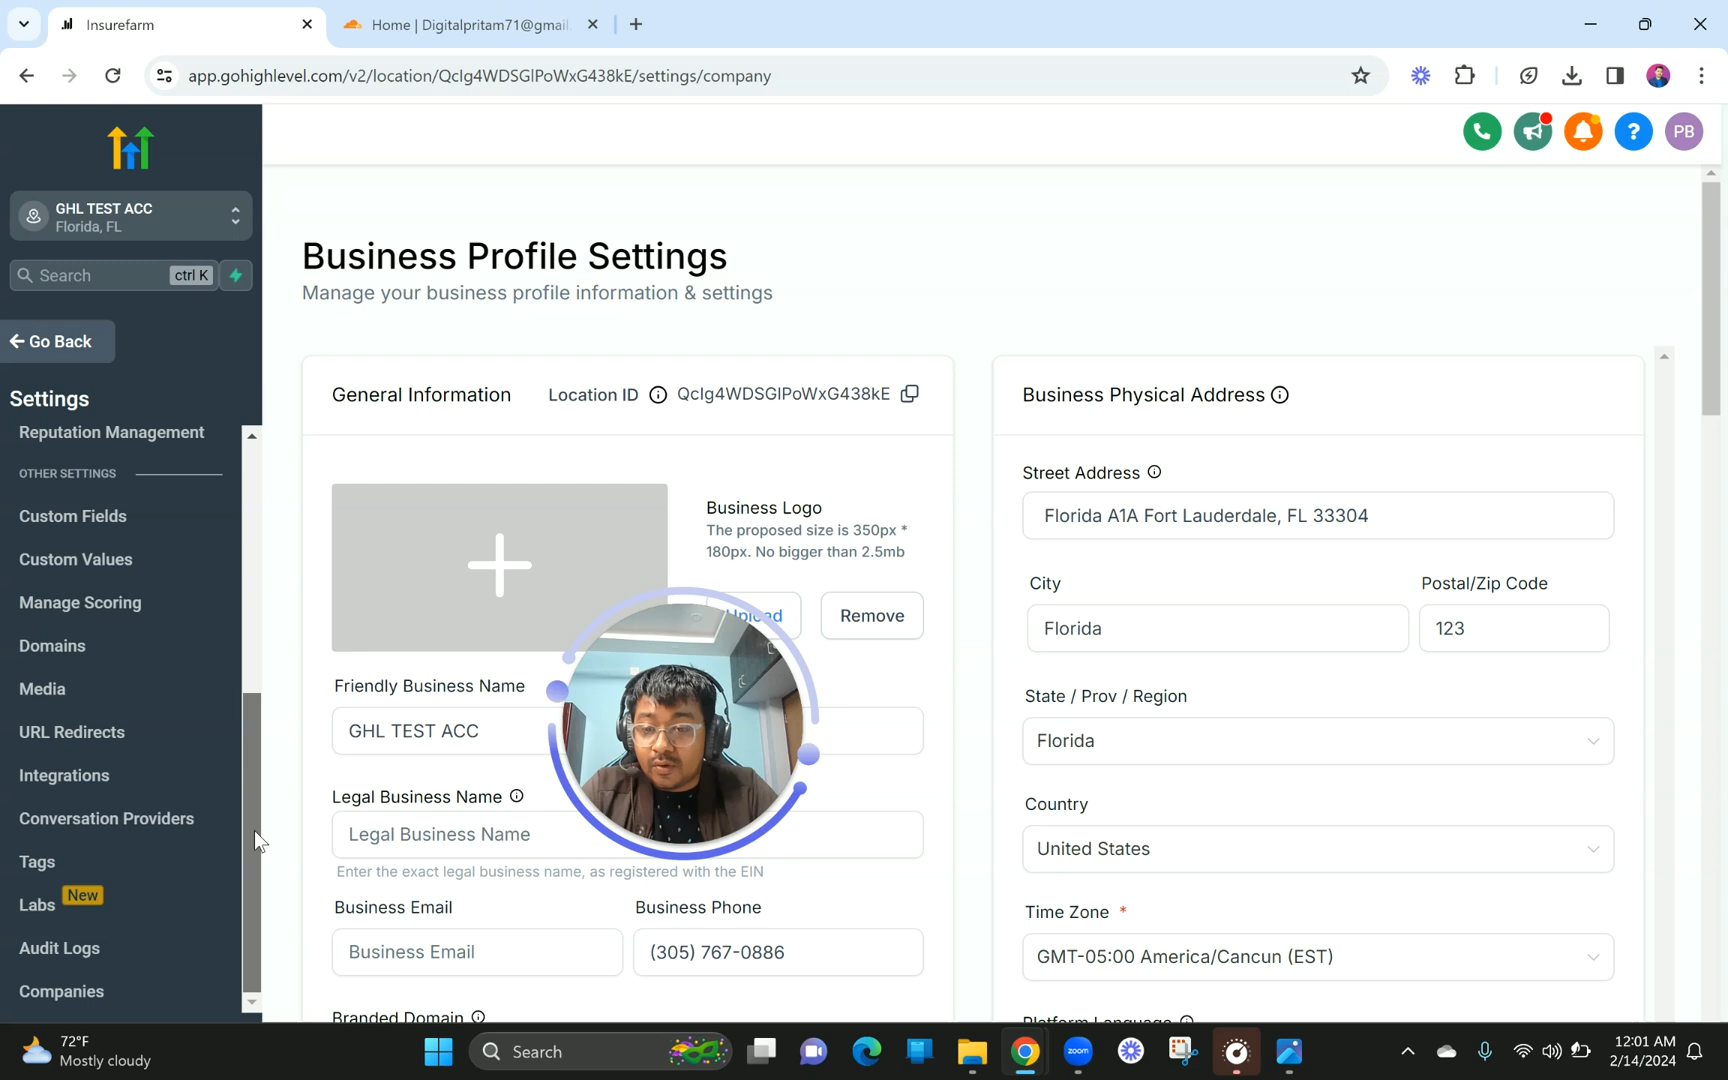 Insurefarm
Home | Digitalpritam71@gmail
app.gohighlevel.com/v2/location/QcIg4WDSGIPoWxG438kE/settings/company
PB
GHL TEST ACC
Florida, FL
Search
ctrl K
Go Back
Settings
Reputation Management
OTHER SETTINGS
Custom Fields
Custom Values
Manage Scoring
Domains
Media
URL Redirects
Integrations
Conversation Providers
Tags
Labs New
Audit Logs
Companies
Business Profile Settings
Manage your business profile information & settings
General Information
Location ID
QcIg4WDSGIPoWxG438kE
Business Logo
The proposed size is 350px *
180px. No bigger than 2.5mb
Upload
Remove
Friendly Business Name
GHL TEST ACC
Legal Business Name
Legal Business Name
Enter the exact legal business name, as registered with the EIN
Business Email
Business Phone
Business Email
(305) 767-0886
Branded Domain
Business Physical Address
Street Address
Florida A1A Fort Lauderdale, FL 33304
City
Postal/Zip Code
Florida
123
State / Prov / Region
Florida
Country
United States
Time Zone *
GMT-05:00 America/Cancun (EST)
Platform Language
72°F
Mostly cloudy
Search
zoom
12:01 AM
2/14/2024